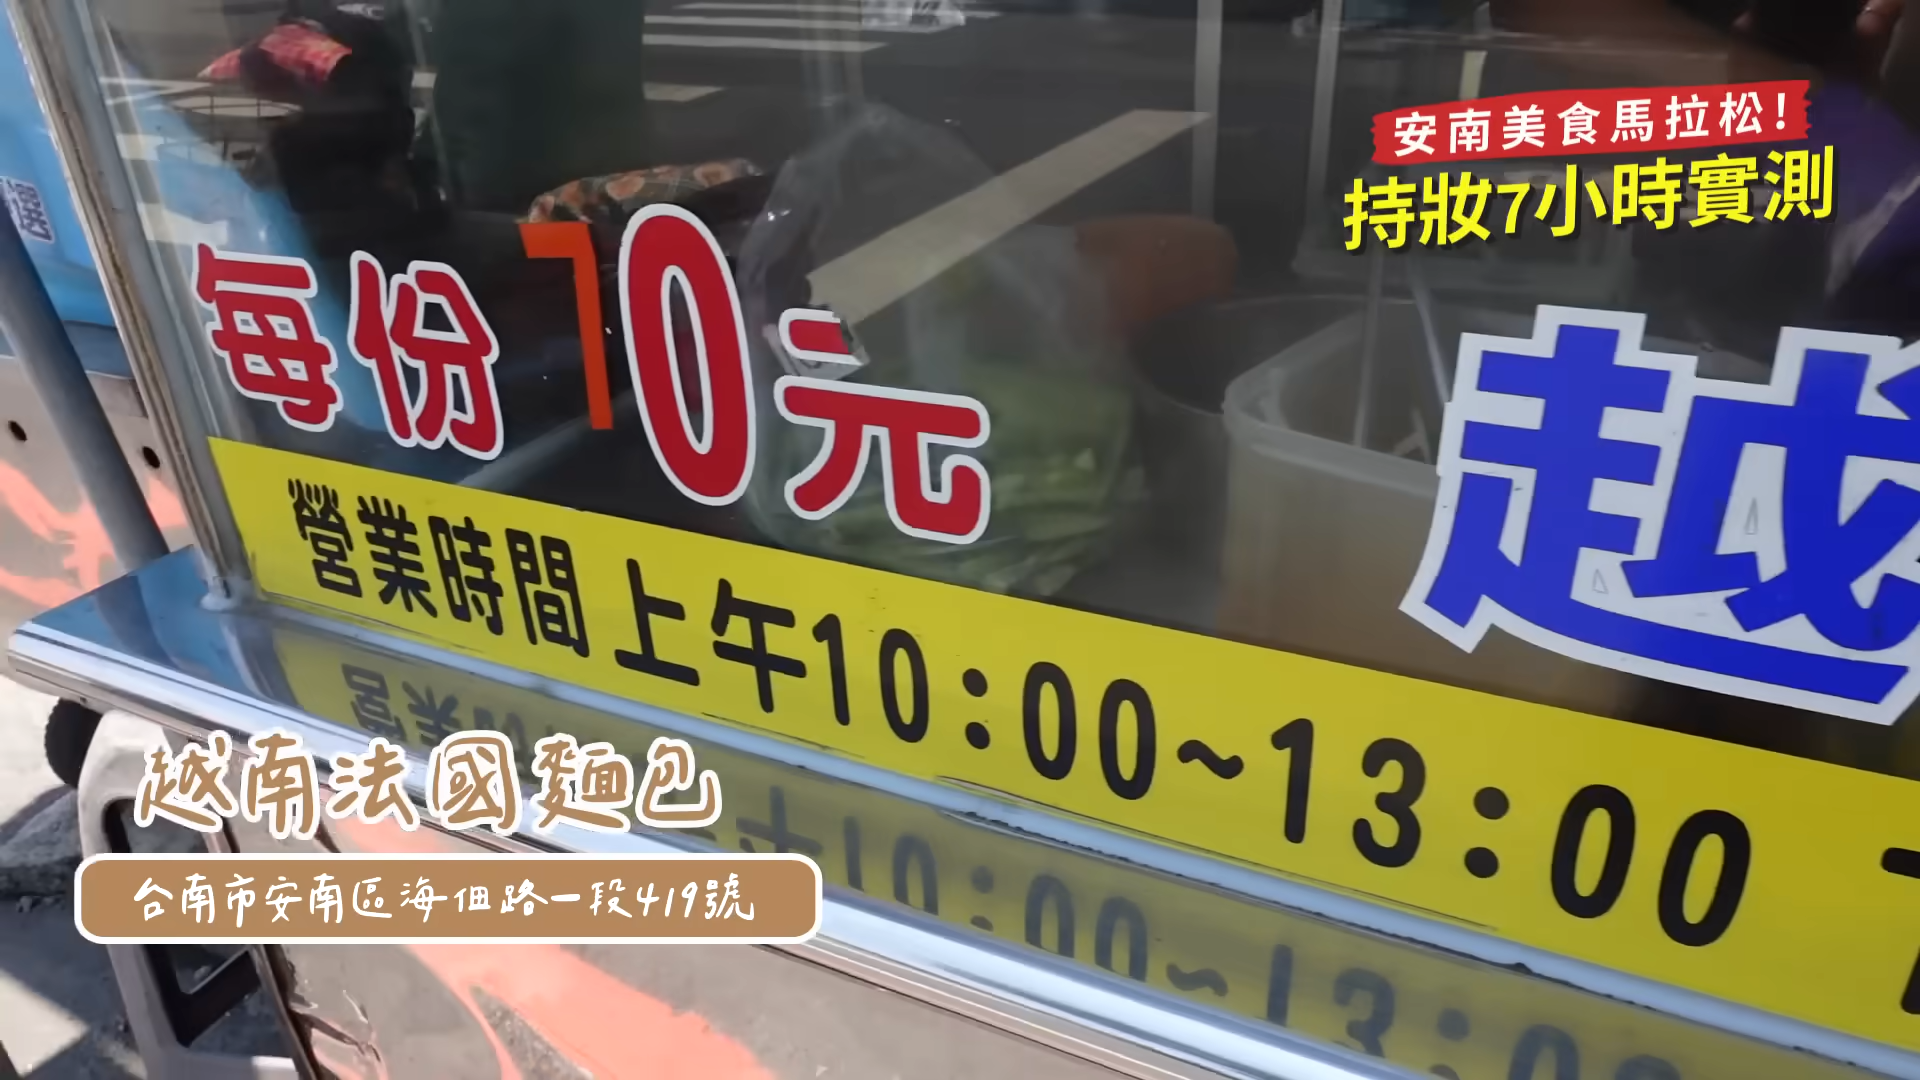 安南美食馬拉松!
持妝7小時實測
選
每份70元
越
營業時間 上午10:00~13:00
越南法國麵包
台南市安南區海佃路一段419號